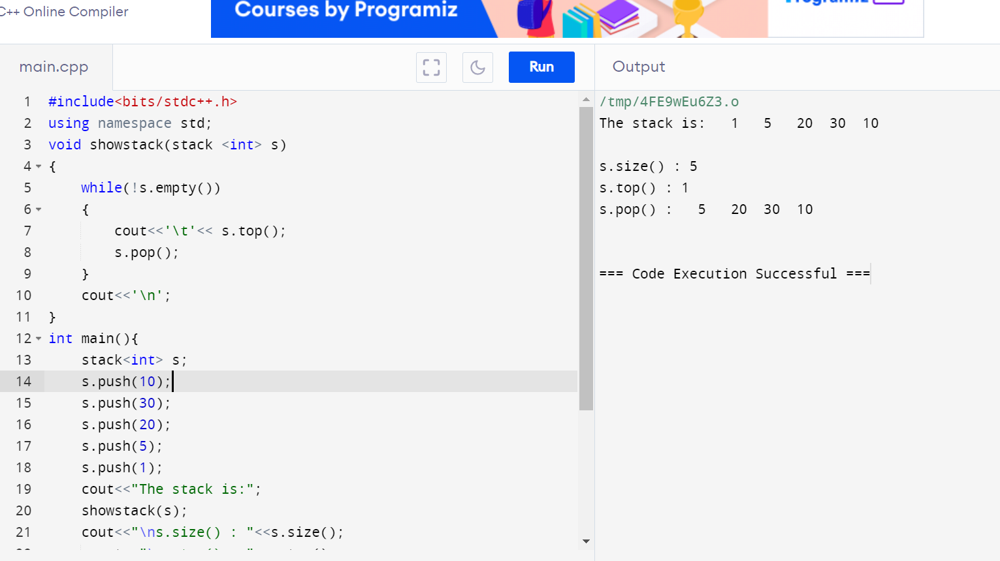 C++ Online Compiler
Courses by Programiz
Programiz
main.cpp
Run
Output
1 #include<bits/stdc++.h>
2 using namespace std;
3 void showstack(stack <int> s)
4 {
5 while(!s.empty())
6 {
7 cout<<'\t'<< s.top();
8 s.pop();
9 }
10 cout<<'\n';
11 }
12 int main(){
13 stack<int> s;
14 s.push(10);
15 s.push(30);
16 s.push(20);
17 s.push(5);
18 s.push(1);
19 cout<<"The stack is:";
20 showstack(s);
21 cout<<"\ns.size() : "<<s.size();
/tmp/4FE9wEu6Z3.o
The stack is: 1 5 20 30 10
s.size() : 5
s.top() : 1
s.pop() : 5 20 30 10
=== Code Execution Successful ===